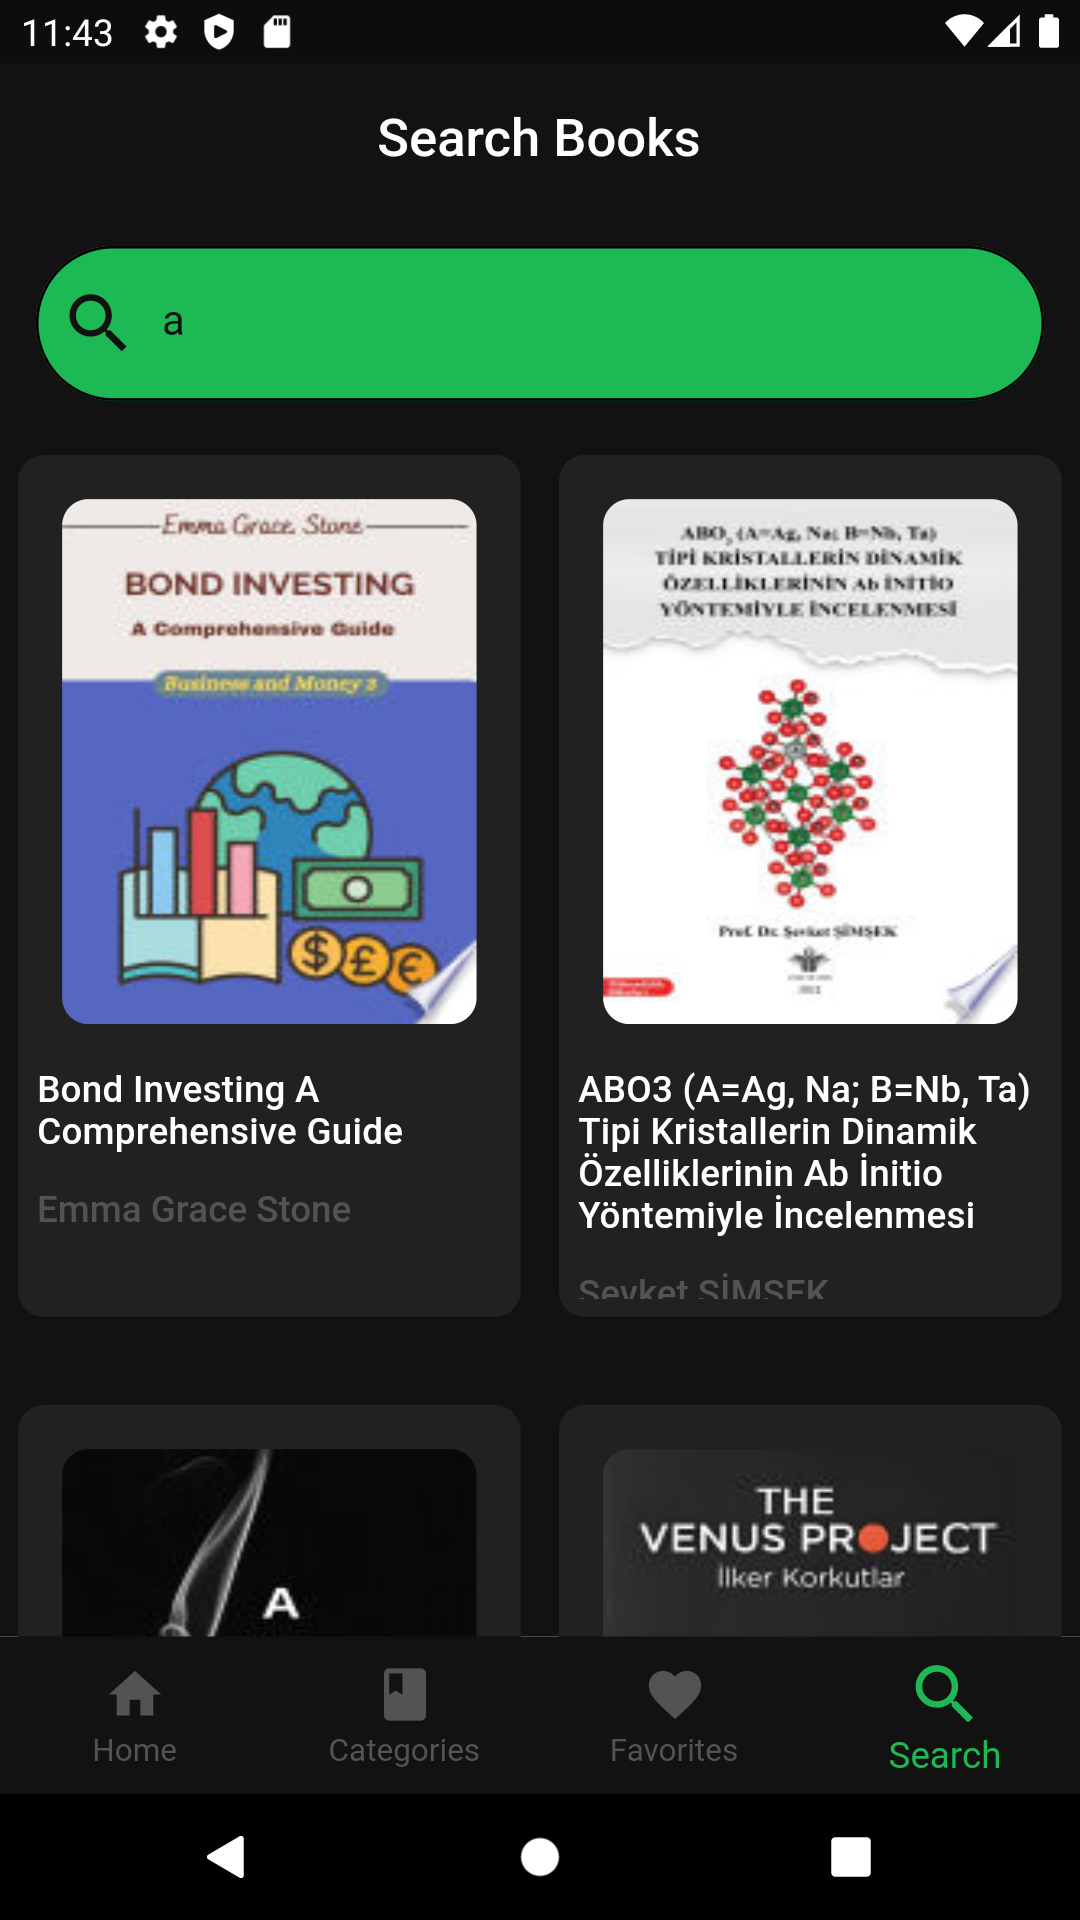 11:43
Search Books
a
Emma Grace Stone
BOND INVESTING
A Comprehensive Guide
Business and Money 3
ABO3 (A=Ag, Na; B=Nb, Ta)
TİPİ KRİSTALLERİN DİNAMİK
ÖZELLİKLERİNİN Ab İNİTİO
YÖNTEMİYLE İNCELENMESİ
Prof. Dr. Şevket ŞİMŞEK
2022
Bond Investing A
Comprehensive Guide
Emma Grace Stone
ABO3 (A=Ag, Na; B=Nb, Ta)
Tipi Kristallerin Dinamik
Özelliklerinin Ab İnitio
Yöntemiyle İncelenmesi
Şevket ŞİMŞEK
A
THE
VENUS PROJECT
İlker Korkutlar
Home
Categories
Favorites
Search